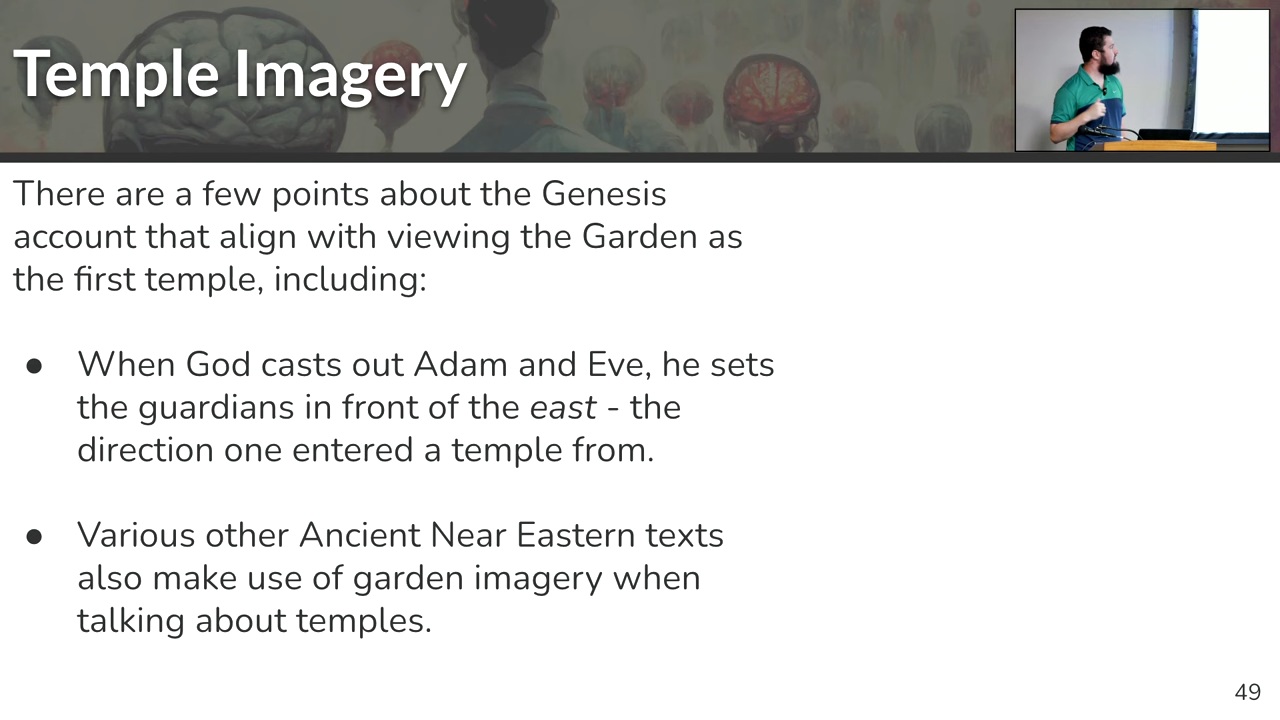 Temple Imagery
There are a few points about the Genesis
account that align with viewing the Garden as
the first temple, including:
● When God casts out Adam and Eve, he sets
the guardians in front of the east - the
direction one entered a temple from.
● Various other Ancient Near Eastern texts
also make use of garden imagery when
talking about temples.
49